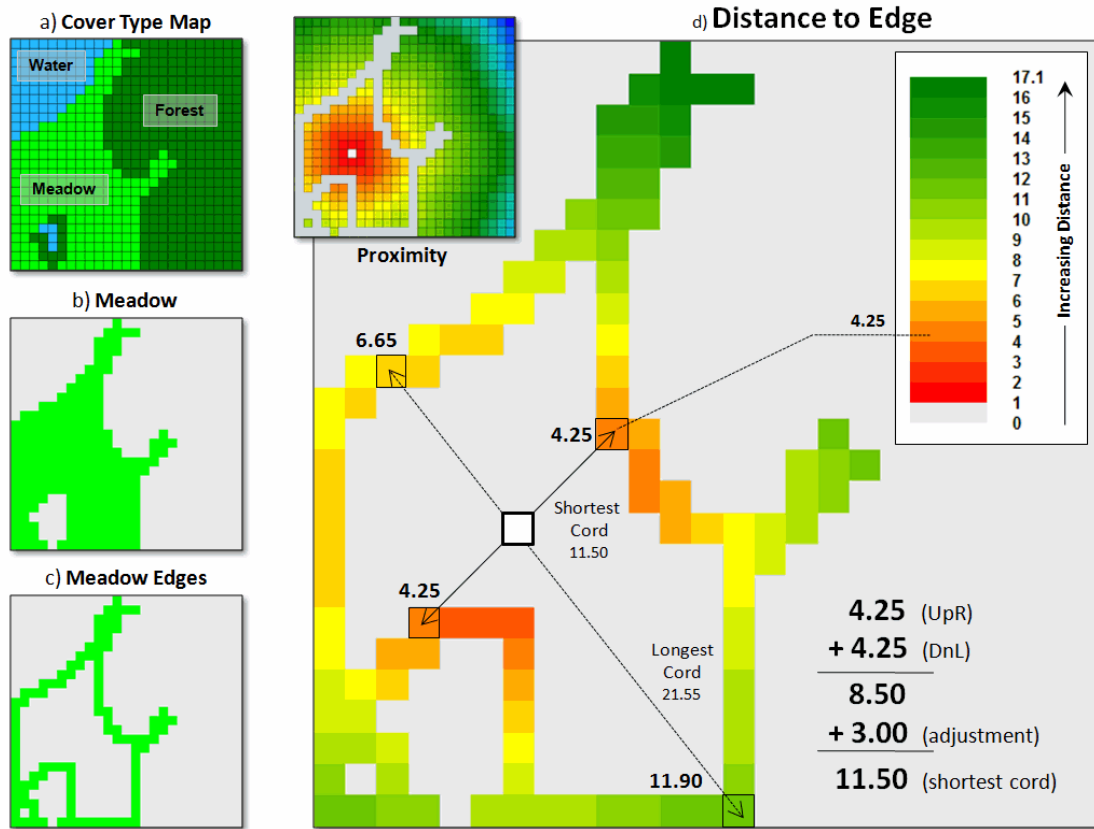 a) Cover Type Map
Water
Forest
Meadow
b) Meadow
c) Meadow Edges
Proximity
d) Distance to Edge
17.1
16
15
14
13
12
11
10
9
8
7
6
5
4
3
2
1
0
Increasing Distance
6.65
4.25
4.25
Shortest
Cord
11.50
4.25
Longest
Cord
21.55
11.90
4.25 (UpR)
+ 4.25 (DnL)
8.50
+ 3.00 (adjustment)
11.50 (shortest cord)